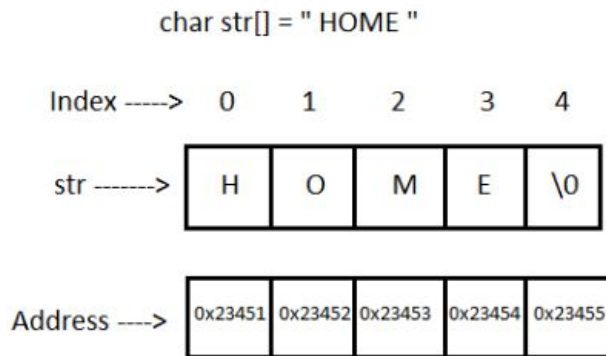 char str[] = " HOME "
Index -----> 0 1 2 3 4
str -------> H O M E \0
Address ----> 0x23451 0x23452 0x23453 0x23454 0x23455